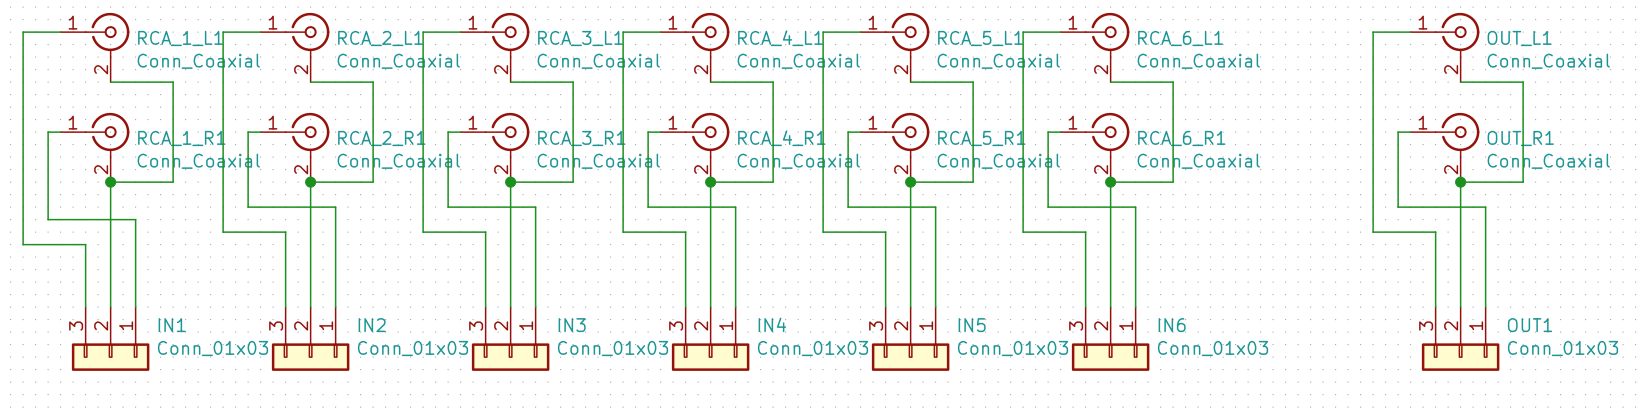 1 RCA_1_L1
2 Conn_Coaxial
1 RCA_2_L1
2 Conn_Coaxial
1 RCA_3_L1
2 Conn_Coaxial
1 RCA_4_L1
2 Conn_Coaxial
1 RCA_5_L1
2 Conn_Coaxial
1 RCA_6_L1
2 Conn_Coaxial
1 OUT_L1
2 Conn_Coaxial
1 RCA_1_R1
2 Conn_Coaxial
1 RCA_2_R1
2 Conn_Coaxial
1 RCA_3_R1
2 Conn_Coaxial
1 RCA_4_R1
2 Conn_Coaxial
1 RCA_5_R1
2 Conn_Coaxial
1 RCA_6_R1
2 Conn_Coaxial
1 OUT_R1
2 Conn_Coaxial
3 2 1 IN1
Conn_01x03
3 2 1 IN2
Conn_01x03
3 2 1 IN3
Conn_01x03
3 2 1 IN4
Conn_01x03
3 2 1 IN5
Conn_01x03
3 2 1 IN6
Conn_01x03
3 2 1 OUT1
Conn_01x03